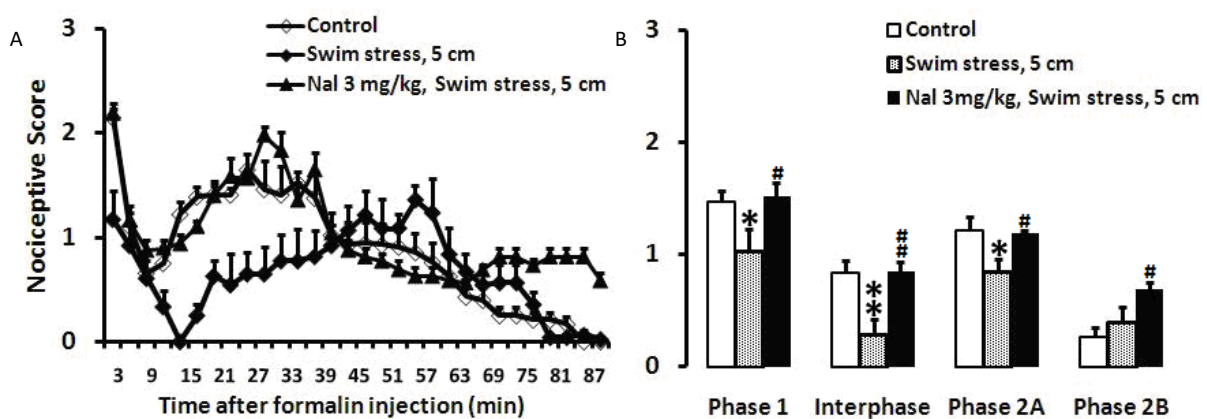 A
3
2
1
0
Nociceptive Score
Control
Swim stress, 5 cm
Nal 3 mg/kg, Swim stress, 5 cm
3 9 15 21 27 33 39 45 51 57 63 69 75 81 87
Time after formalin injection (min)
B
3
2
1
0
Control
Swim stress, 5 cm
Nal 3mg/kg, Swim stress, 5 cm
* #
** ##
* #
#
Phase 1 Interphase Phase 2A Phase 2B